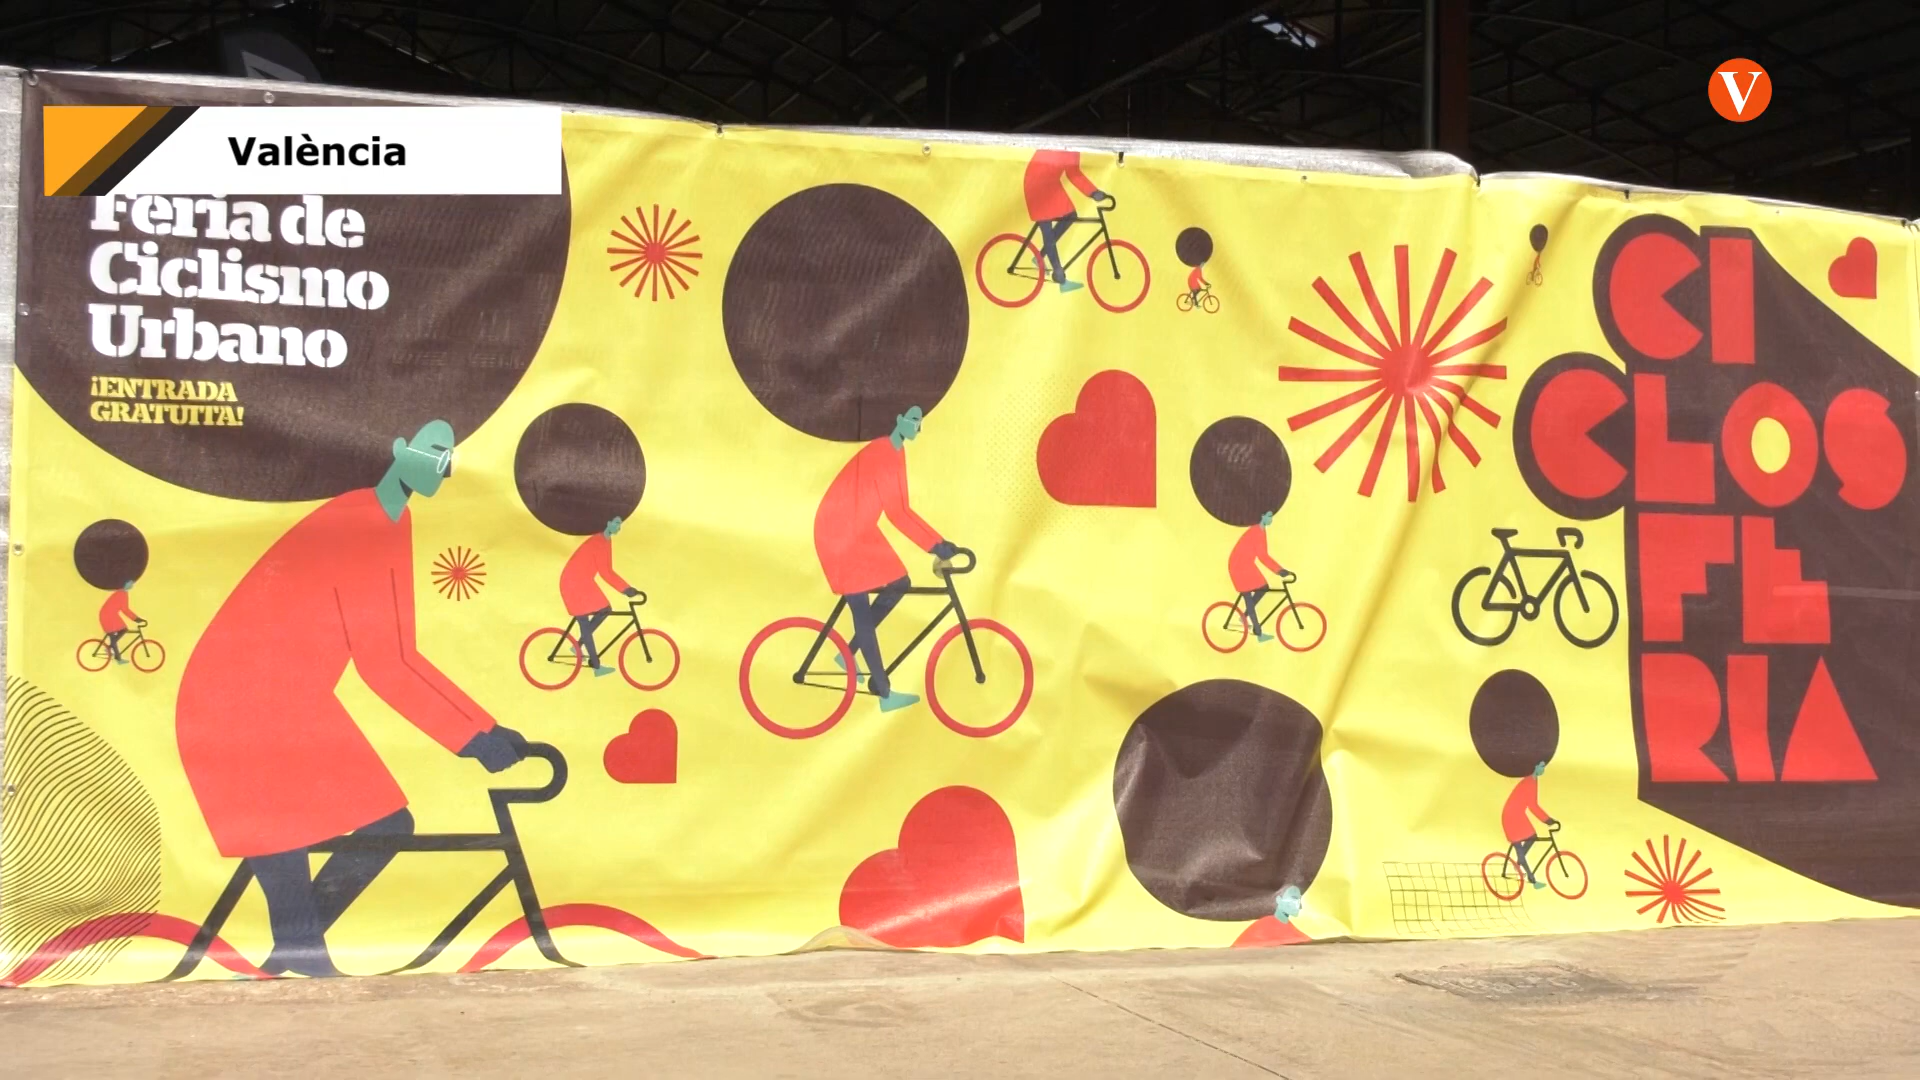 València
V
Feria de
Ciclismo
Urbano
¡ENTRADA
GRATUITA!
CI
CLOS
FE
RIA